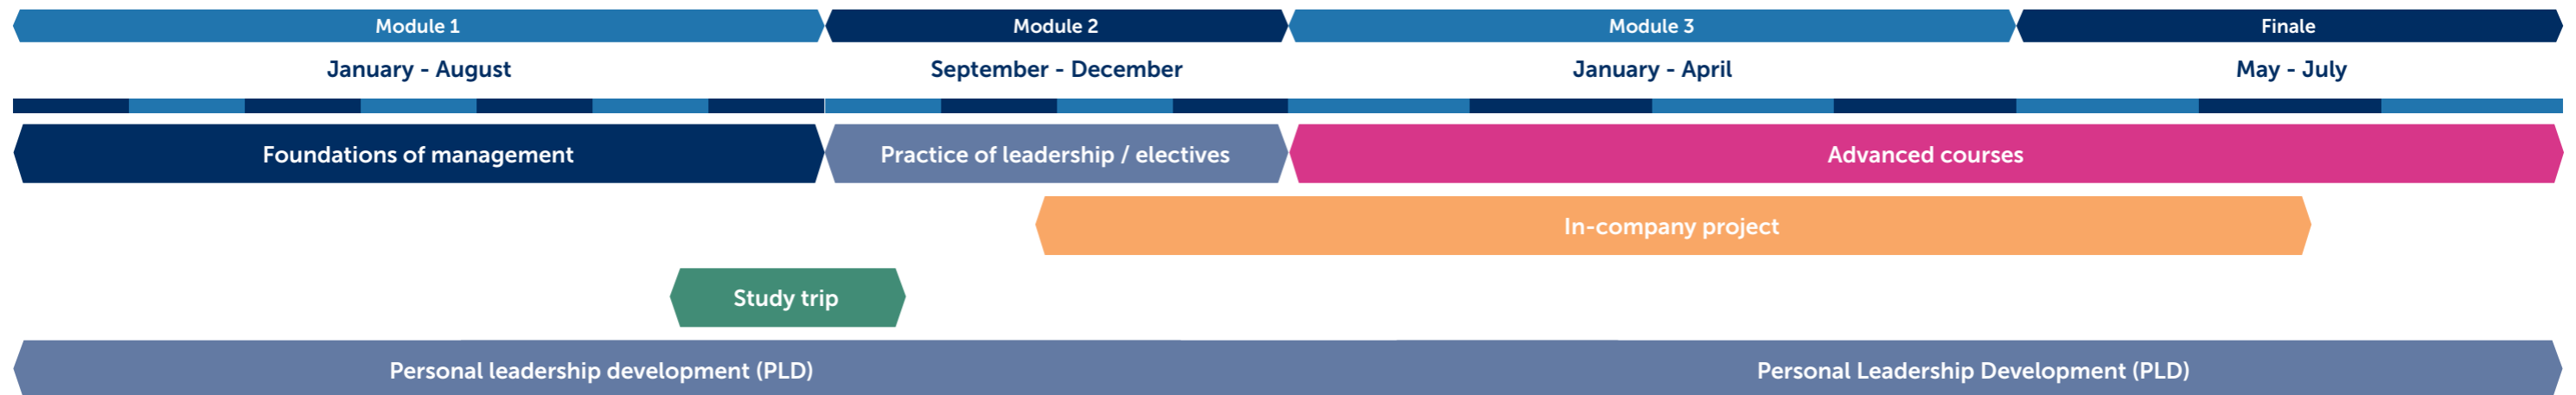 Module 1
Module 2
Module 3
Finale
January - August
September - December
January - April
May - July
Foundations of management
Practice of leadership / electives
Advanced courses
In-company project
Study trip
Personal leadership development (PLD)
Personal Leadership Development (PLD)